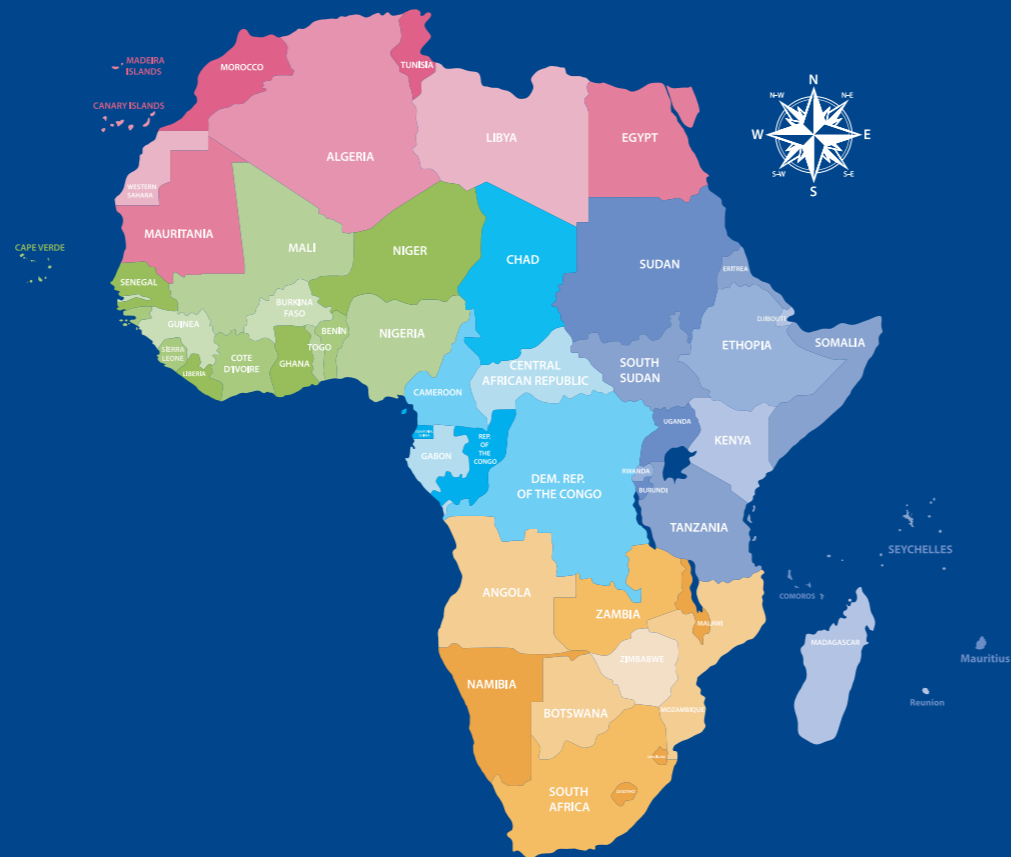 MADEIRA
ISLANDS
MOROCCO
TUNISIA
N
N-W
N-E
W
E
S-W
S-E
S
CANARY ISLANDS
LIBYA
EGYPT
ALGERIA
WESTERN
SAHARA
MAURITANIA
CAPE VERDE
MALI
NIGER
CHAD
SUDAN
ERITREA
SENEGAL
BURKINA
FASO
GUINEA
BENIN
NIGERIA
DJIBOUTI
SIERRA
LEONE
COTE
D'IVOIRE
GHANA
TOGO
LIBERIA
ETHIOPIA
SOMALIA
CENTRAL
AFRICAN REPUBLIC
SOUTH
SUDAN
CAMEROON
UGANDA
KENYA
REP.
OF
THE
CONGO
GABON
RWANDA
BURUNDI
DEM. REP.
OF THE CONGO
TANZANIA
SEYCHELLES
COMOROS
ANGOLA
ZAMBIA
MALAWI
MADAGASCAR
Mauritius
ZIMBABWE
NAMIBIA
BOTSWANA
MOZAMBIQUE
Reunion
SOUTH
AFRICA
LESOTHO